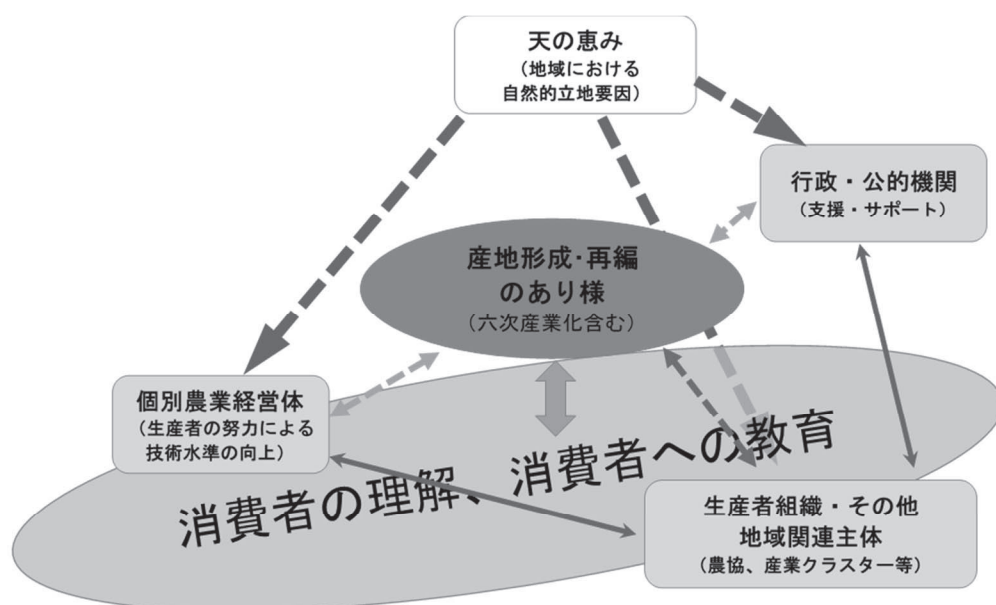 天の恵み
（地域における
自然的立地要因）
行政・公的機関
（支援・サポート）
産地形成・再編
のあり様
（六次産業化含む）
個別農業経営体
（生産者の努力による
技術水準の向上）
消費者の理解、消費者への教育
生産者組織・その他
地域関連主体
（農協、産業クラスター等）